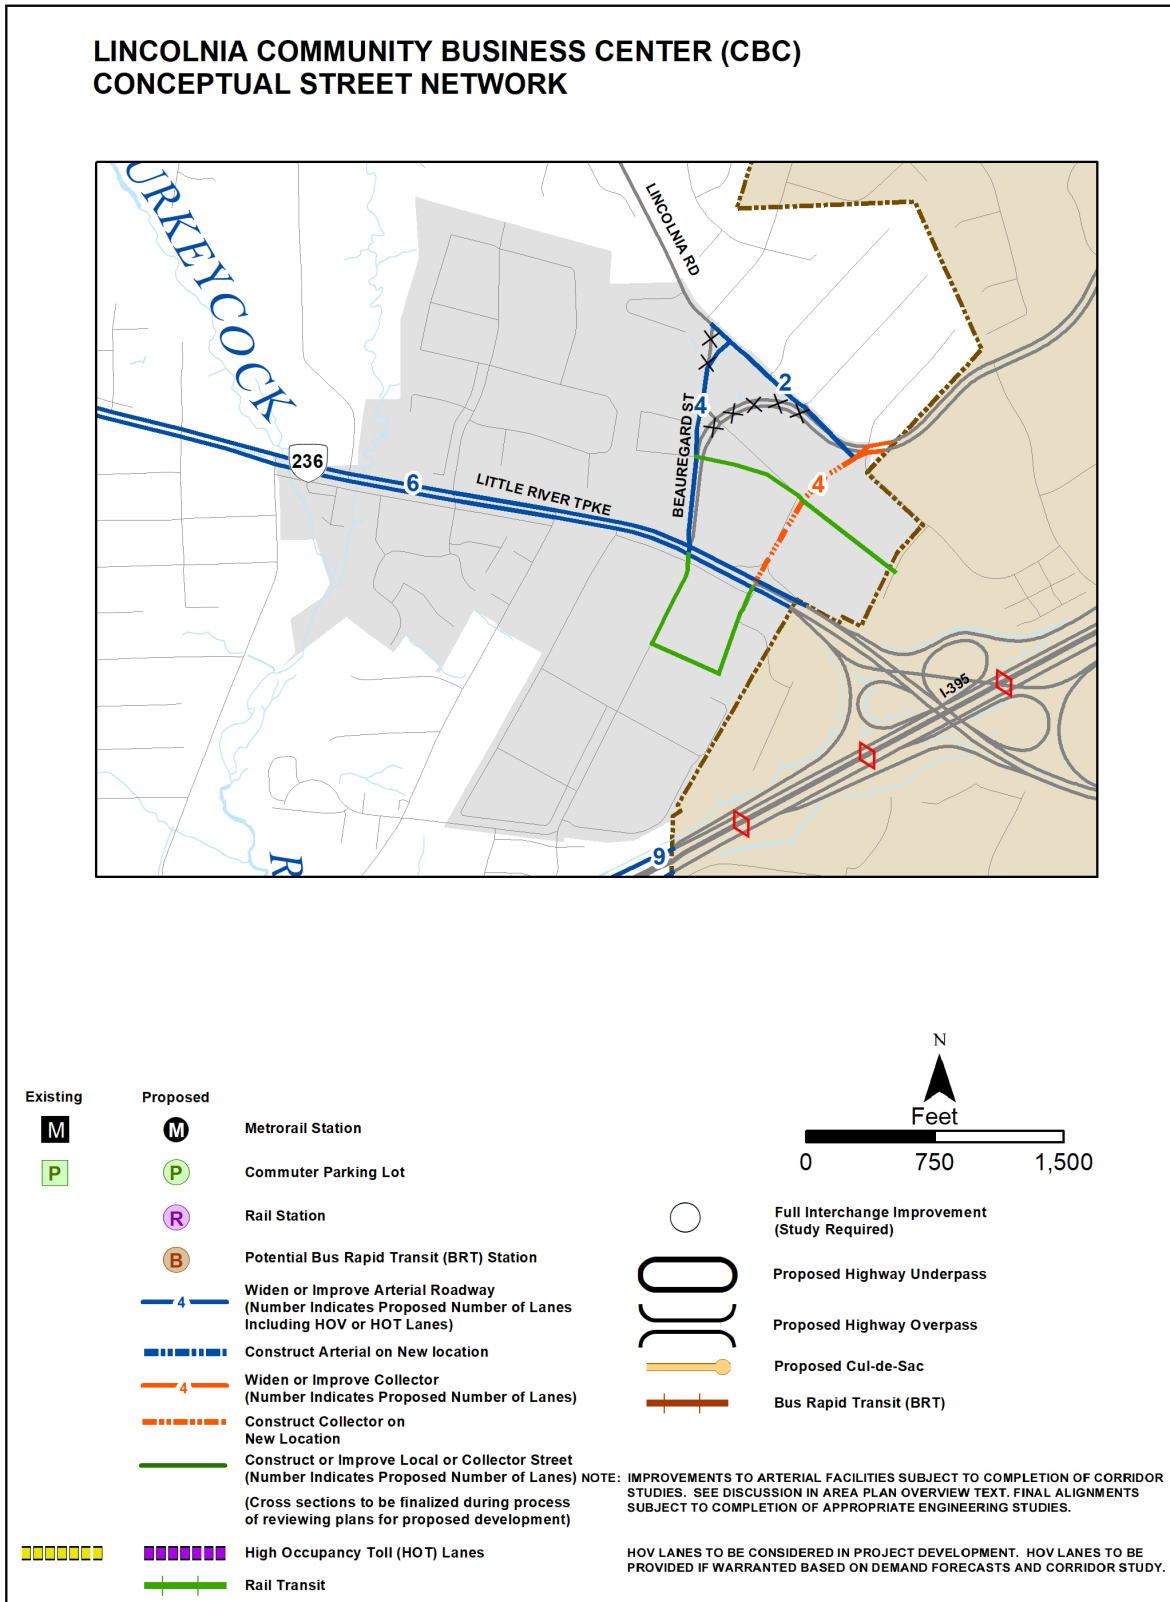 LINCOLNIA COMMUNITY BUSINESS CENTER (CBC)
CONCEPTUAL STREET NETWORK
URKEYCOCK
LINCOLNIA RD
2
4
BEAUREGARD ST
236
6
LITTLE RIVER TPKE
4
I-395
9
R
N
Feet
0 750 1,500
Existing Proposed
M M Metrorail Station
P P Commuter Parking Lot
R Rail Station
B Potential Bus Rapid Transit (BRT) Station
4 Widen or Improve Arterial Roadway
(Number Indicates Proposed Number of Lanes
Including HOV or HOT Lanes)
Construct Arterial on New location
4 Widen or Improve Collector
(Number Indicates Proposed Number of Lanes)
Construct Collector on
New Location
Construct or Improve Local or Collector Street
(Number Indicates Proposed Number of Lanes)
(Cross sections to be finalized during process
of reviewing plans for proposed development)
High Occupancy Toll (HOT) Lanes
Rail Transit
Full Interchange Improvement
(Study Required)
Proposed Highway Underpass
Proposed Highway Overpass
Proposed Cul-de-Sac
Bus Rapid Transit (BRT)
NOTE: IMPROVEMENTS TO ARTERIAL FACILITIES SUBJECT TO COMPLETION OF CORRIDOR
STUDIES. SEE DISCUSSION IN AREA PLAN OVERVIEW TEXT. FINAL ALIGNMENTS
SUBJECT TO COMPLETION OF APPROPRIATE ENGINEERING STUDIES.
HOV LANES TO BE CONSIDERED IN PROJECT DEVELOPMENT. HOV LANES TO BE
PROVIDED IF WARRANTED BASED ON DEMAND FORECASTS AND CORRIDOR STUDY.